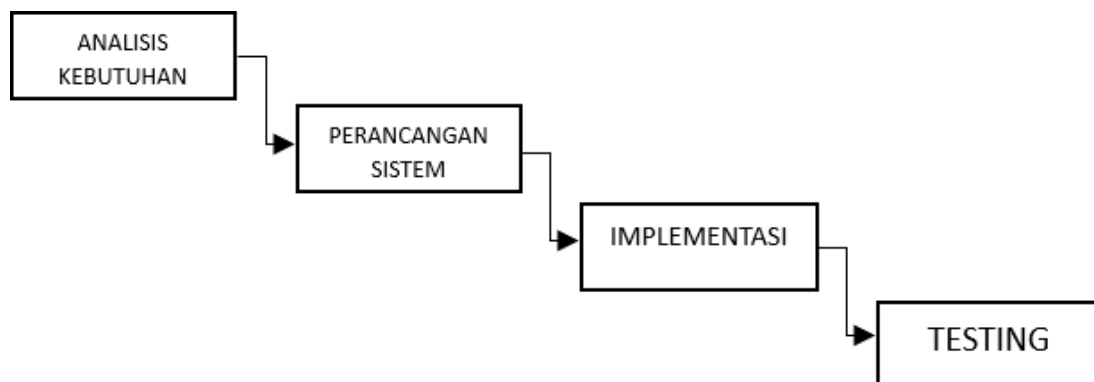 ANALISIS
KEBUTUHAN
PERANCANGAN
SISTEM
IMPLEMENTASI
TESTING